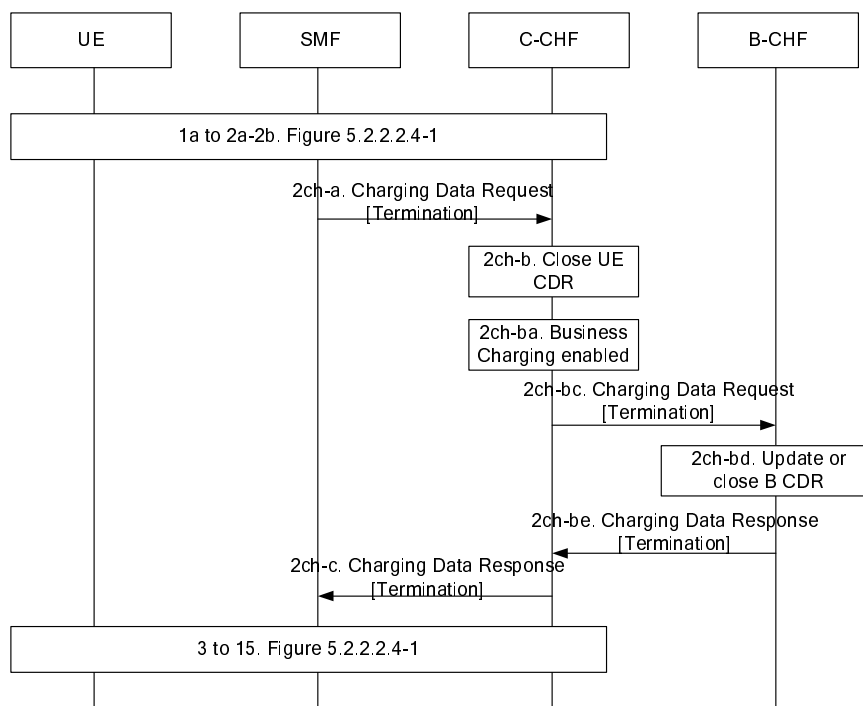 UE
SMF
C-CHF
B-CHF
1a to 2a-2b. Figure 5.2.2.2.4-1
2ch-a. Charging Data Request
[Termination]
2ch-b. Close UE
CDR
2ch-ba. Business
Charging enabled
2ch-bc. Charging Data Request
[Termination]
2ch-bd. Update or
close B CDR
2ch-be. Charging Data Response
[Termination]
2ch-c. Charging Data Response
[Termination]
3 to 15. Figure 5.2.2.2.4-1